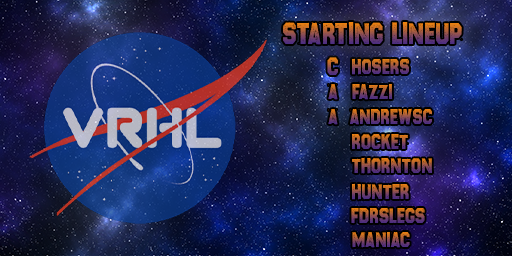 VRHL
STARTING LINEUP
C HOSERS
A FAZZI
A ANDREWSC
ROCKET
THORNTON
HUNTER
FDRSLEGS
MANIAC